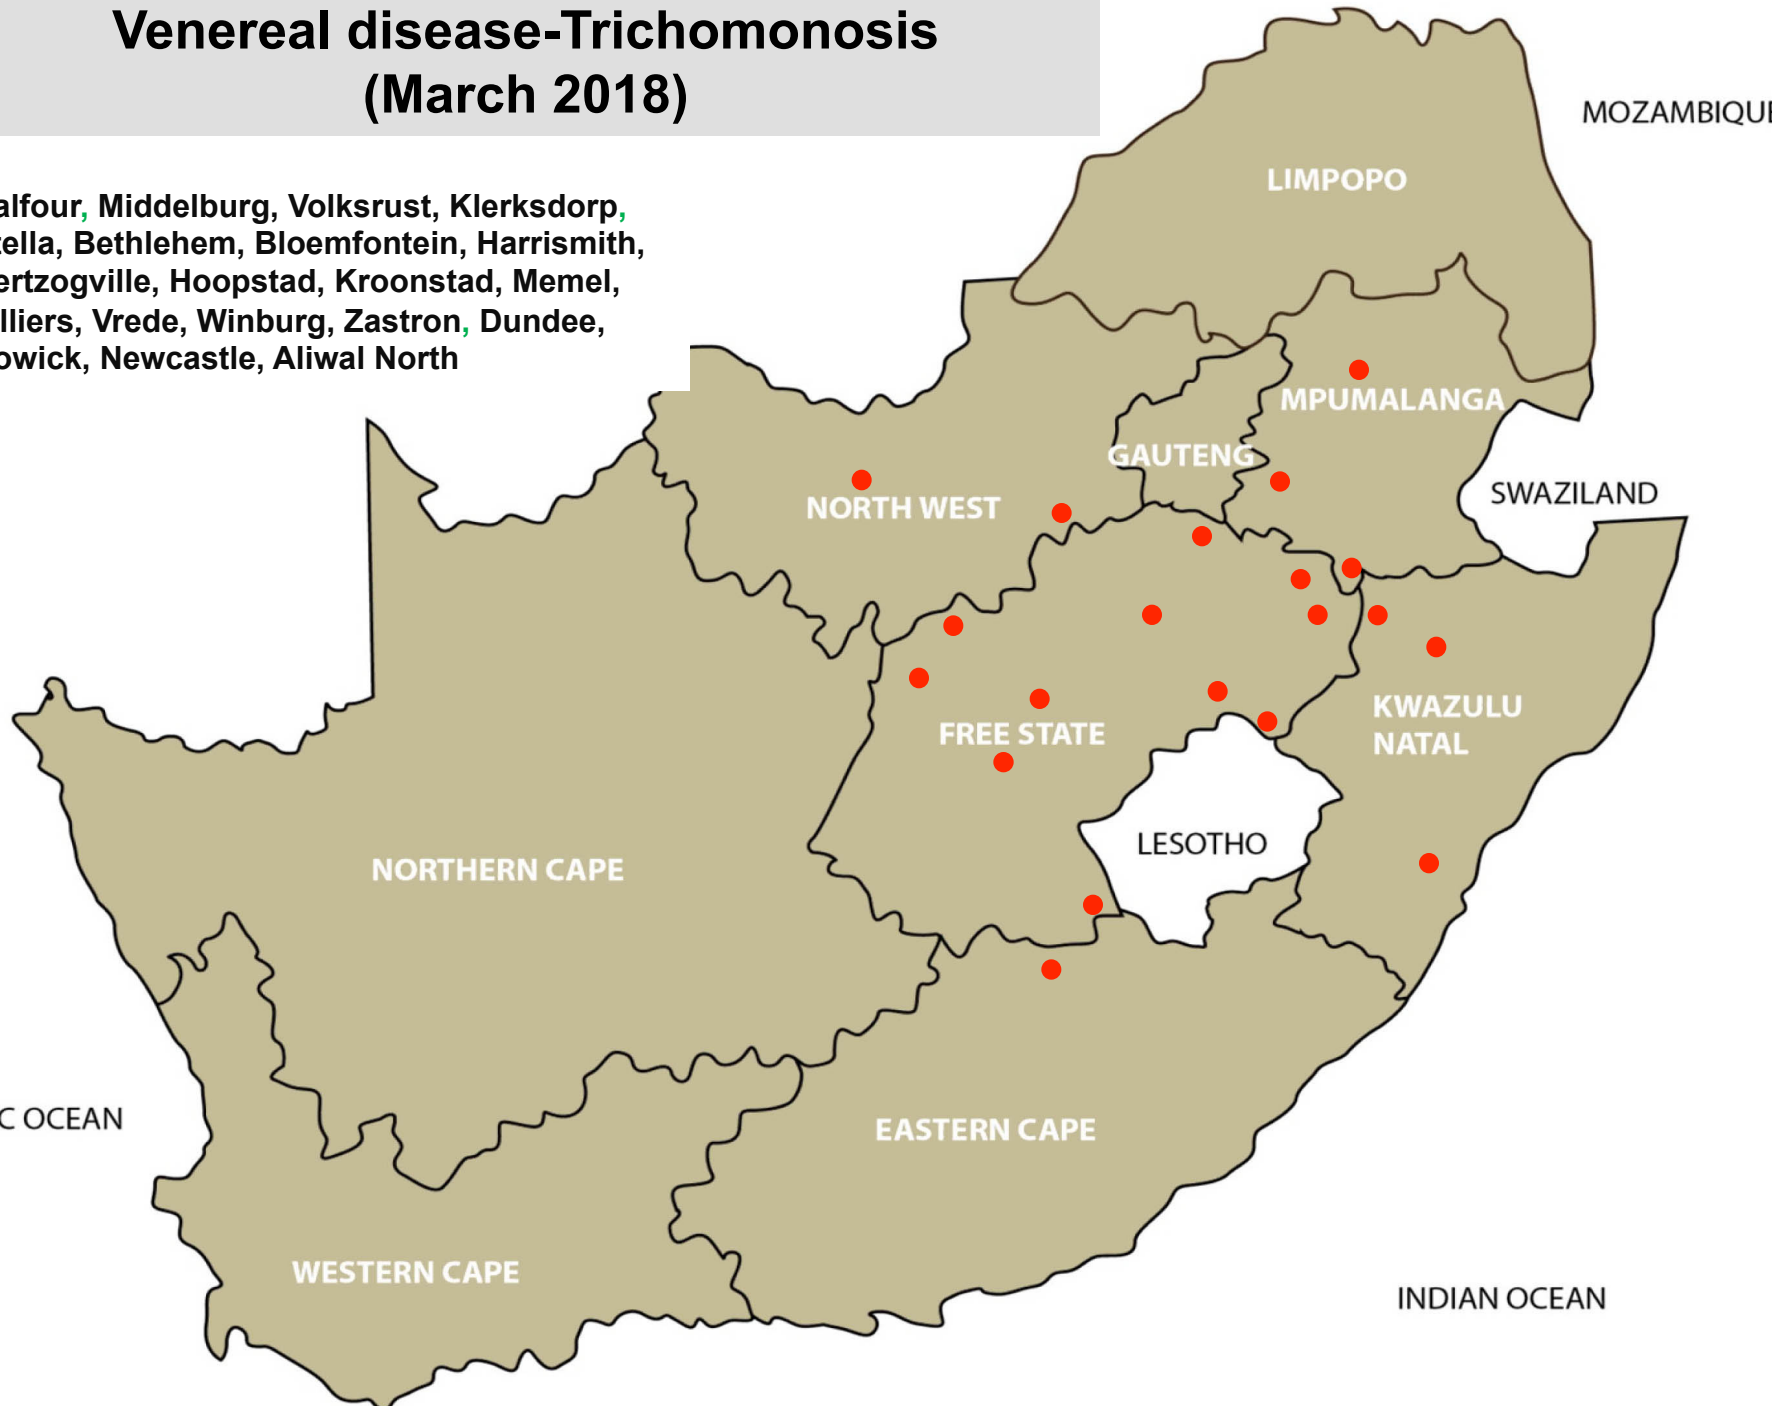 Venereal disease-Trichomonosis
(March 2018)
MOZAMBIQUE
LIMPOPO
alfour, Middelburg, Volksrust, Klerksdorp,
tella, Bethlehem, Bloemfontein, Harrismith,
ertzogville, Hoopstad, Kroonstad, Memel,
lliers, Vrede, Winburg, Zastron, Dundee,
owick, Newcastle, Aliwal North
MPUMALANGA
GAUTENG
SWAZILAND
NORTH WEST
KWAZULU
NATAL
FREE STATE
LESOTHO
NORTHERN CAPE
C OCEAN
EASTERN CAPE
WESTERN CAPE
INDIAN OCEAN